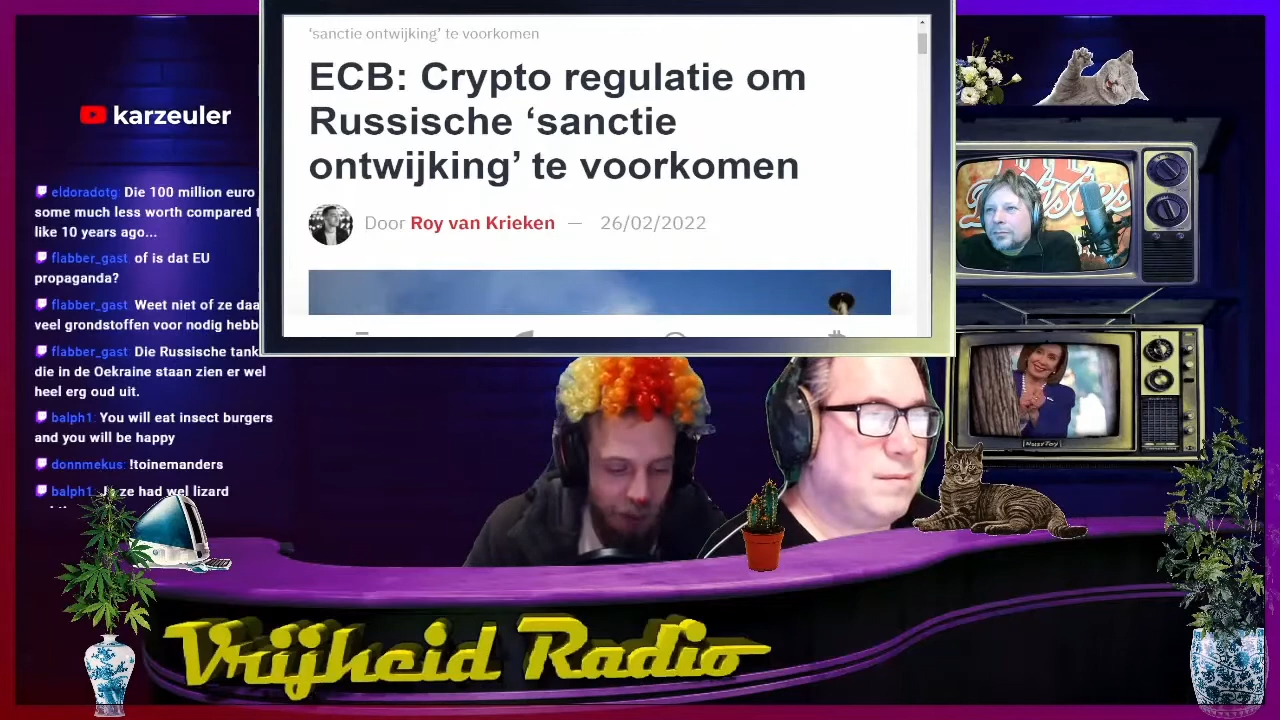 'sanctie ontwijking' te voorkomen
ECB: Crypto regulatie om
Russische 'sanctie
ontwijking' te voorkomen
Door Roy van Krieken — 26/02/2022
karzeuler
eldoradotg: Die 100 million euro
some much less worth compared t
like 10 years ago...
flabber_gast: of is dat EU
propaganda?
flabber_gast: Weet niet of ze daa
veel grondstoffen voor nodig hebb
flabber_gast: Die Russische tank
die in de Oekraine staan zien er wel
heel erg oud uit.
balph1: You will eat insect burgers
and you will be happy
donnmekus: !toinemanders
balph1: ze had wel lizard
Vrijheid Radio